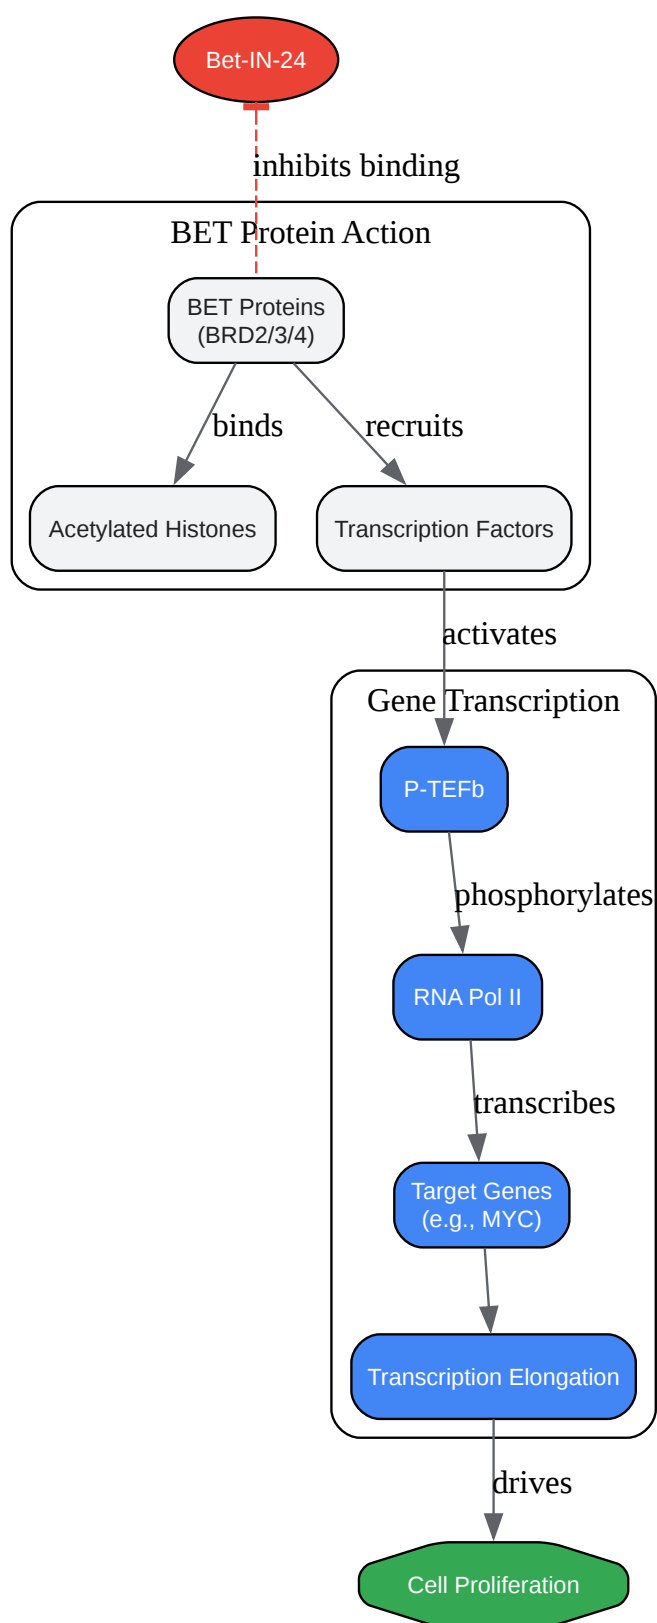 Bet-IN-24
inhibits binding
BET Protein Action
BET Proteins
(BRD2/3/4)
binds
recruits
Acetylated Histones
Transcription Factors
activates
Gene Transcription
P-TEFb
phosphorylates
RNA Pol II
transcribes
Target Genes
(e.g., MYC)
Transcription Elongation
drives
Cell Proliferation